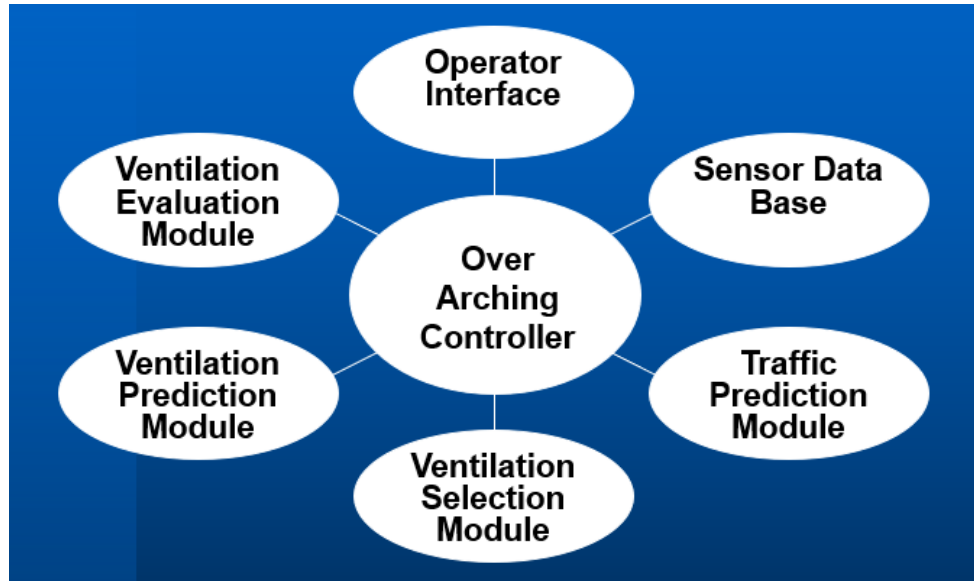 Operator
Interface
Ventilation
Evaluation
Module
Sensor Data
Base
Over
Arching
Controller
Ventilation
Prediction
Module
Traffic
Prediction
Module
Ventilation
Selection
Module